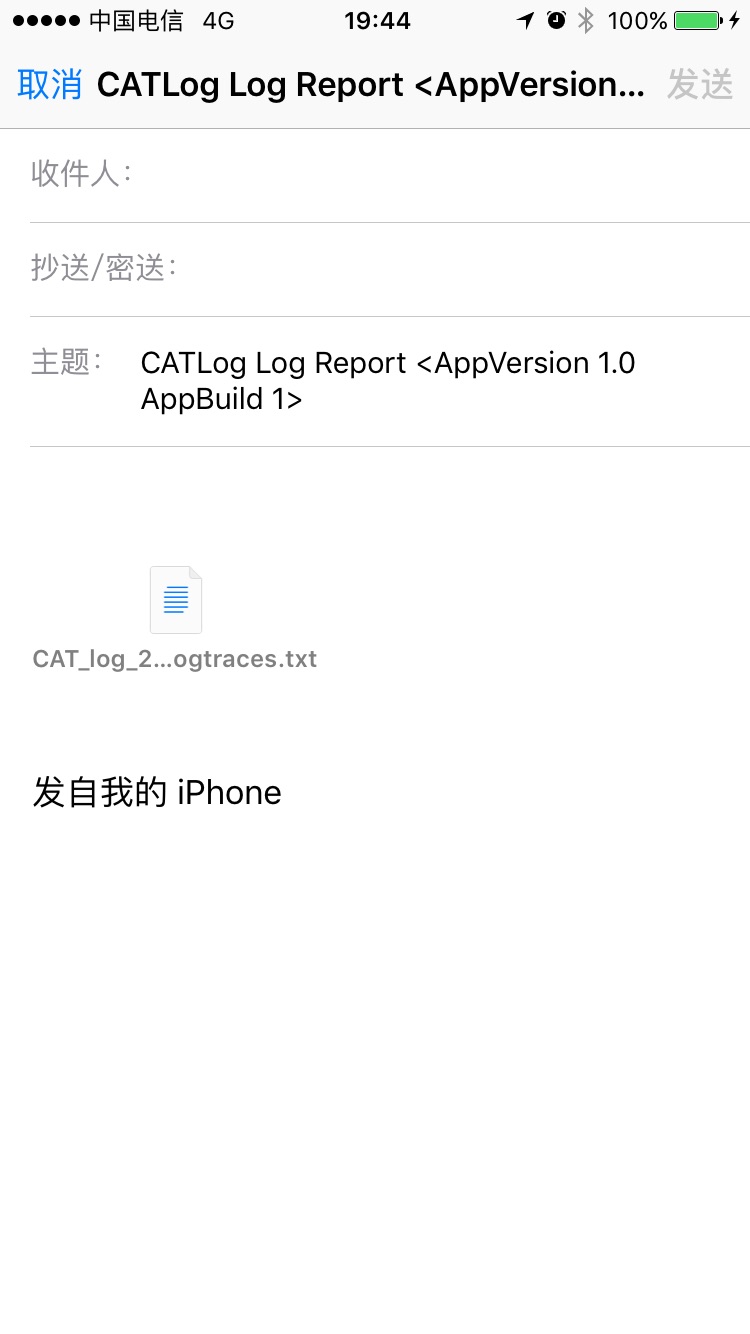 中国电信 4G 19:44 100%
取消 CATLog Log Report <AppVersion... 发送
收件人：
抄送/密送：
主题： CATLog Log Report <AppVersion 1.0
AppBuild 1>
CAT_log_2...ogtraces.txt
发自我的 iPhone